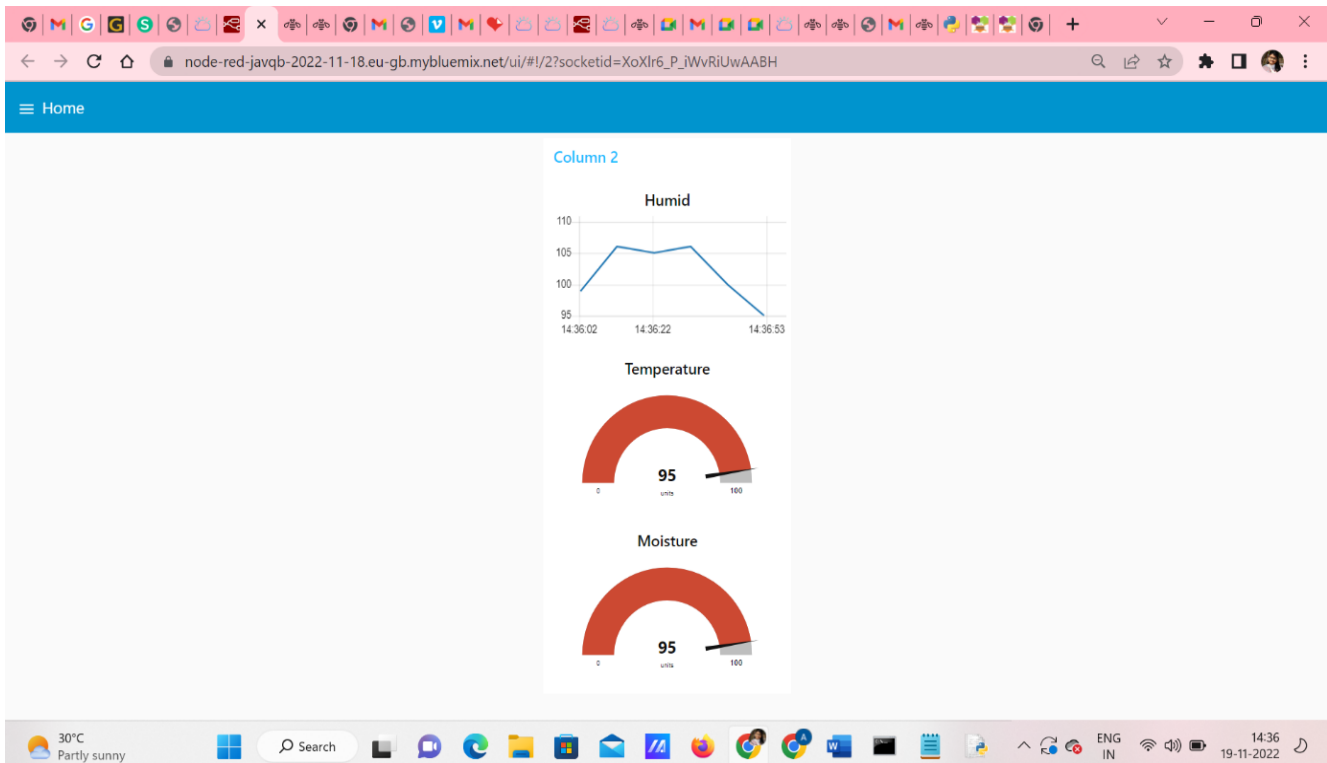 node-red-javqb-2022-11-18.eu-gb.mybluemix.net/ui/#!/2?socketid=XoXlr6_P_iWvRiUwAABH
Home
Column 2
Humid
110
105
100
95
14:36:02 14:36:22 14:36:53
Temperature
95
units
0 100
Moisture
95
units
0 100
30°C
Partly sunny
Search
ENG
IN
14:36
19-11-2022